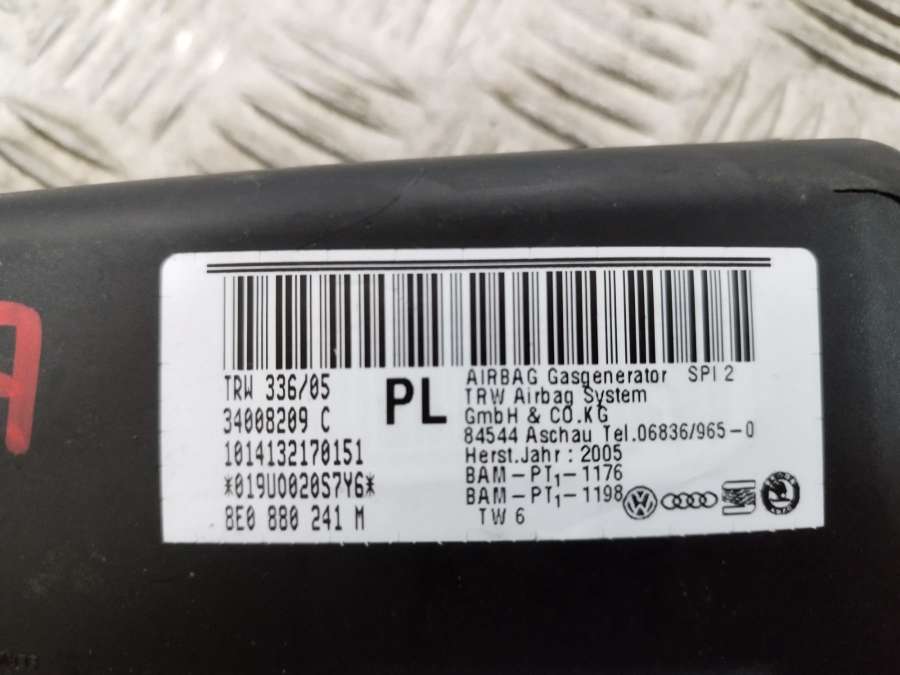 A
TRW 336/05
34008209 C
1014132170151
*019UO020S7Y6*
8E0 880 241 M
PL
AIRBAG Gasgenerator SPI 2
TRW Airbag System
GmbH & CO.KG
84544 Aschau Tel.06836/965-0
Herst.Jahr : 2005
BAM-PT1-1176
BAM-PT1-1198
TW 6